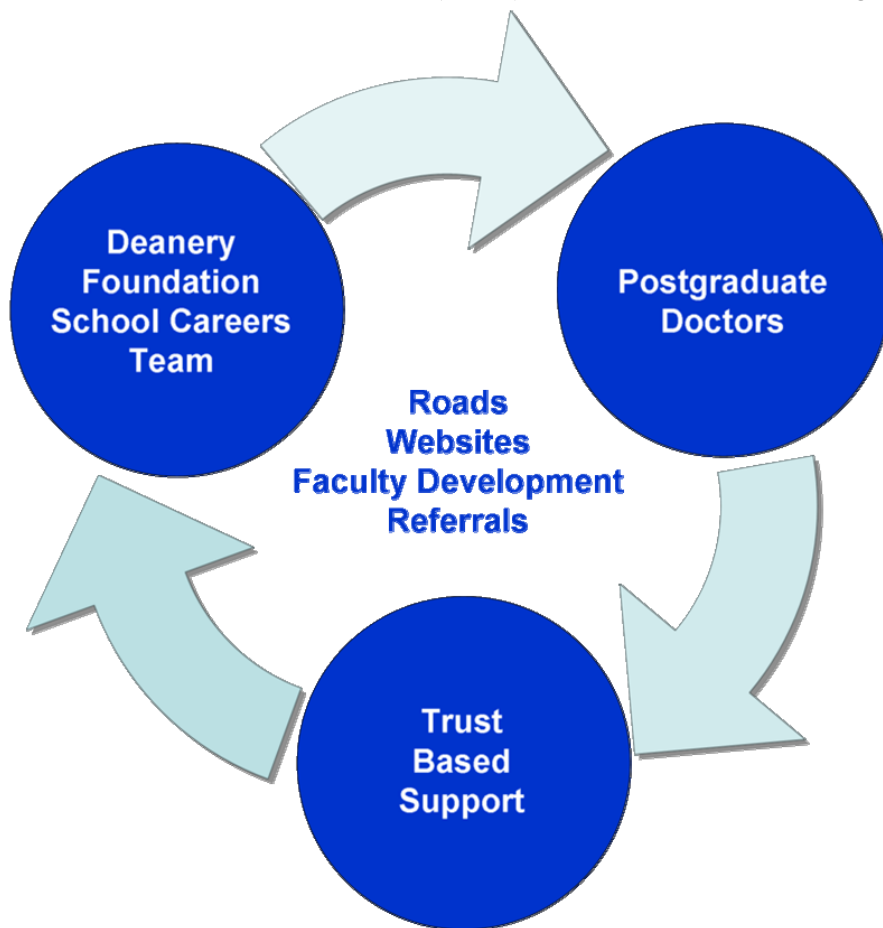 Deanery
Foundation
School Careers
Team
Postgraduate
Doctors
Roads
Websites
Faculty Development
Referrals
Trust
Based
Support